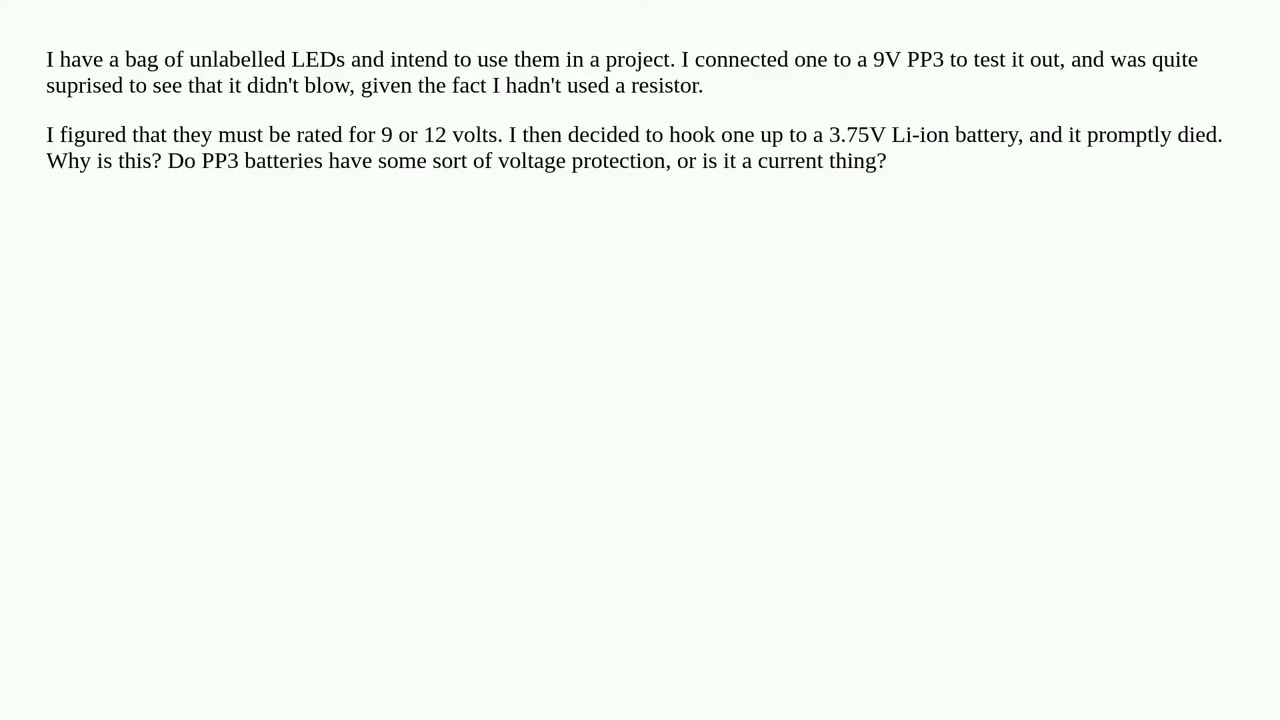 I have a bag of unlabelled LEDs and intend to use them in a project. I connected one to a 9V PP3 to test it out, and was quite
suprised to see that it didn't blow, given the fact I hadn't used a resistor.
I figured that they must be rated for 9 or 12 volts. I then decided to hook one up to a 3.75V Li-ion battery, and it promptly died.
Why is this? Do PP3 batteries have some sort of voltage protection, or is it a current thing?